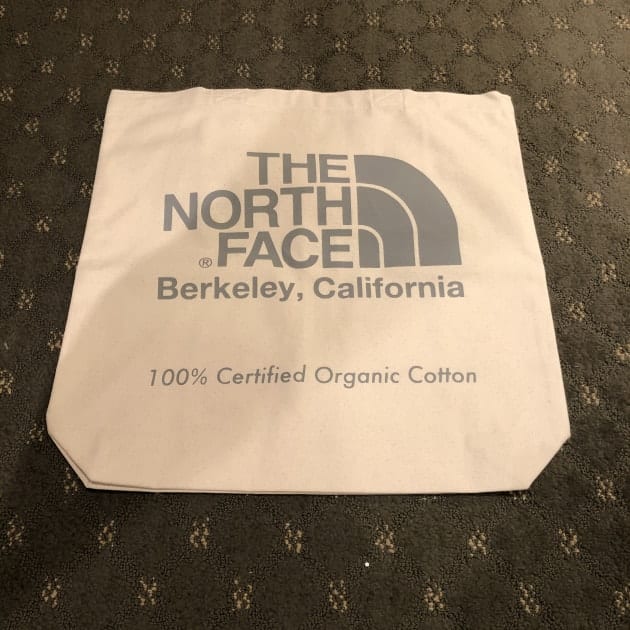 THE
NORTH
® FACE
Berkeley, California
100% Certified Organic Cotton